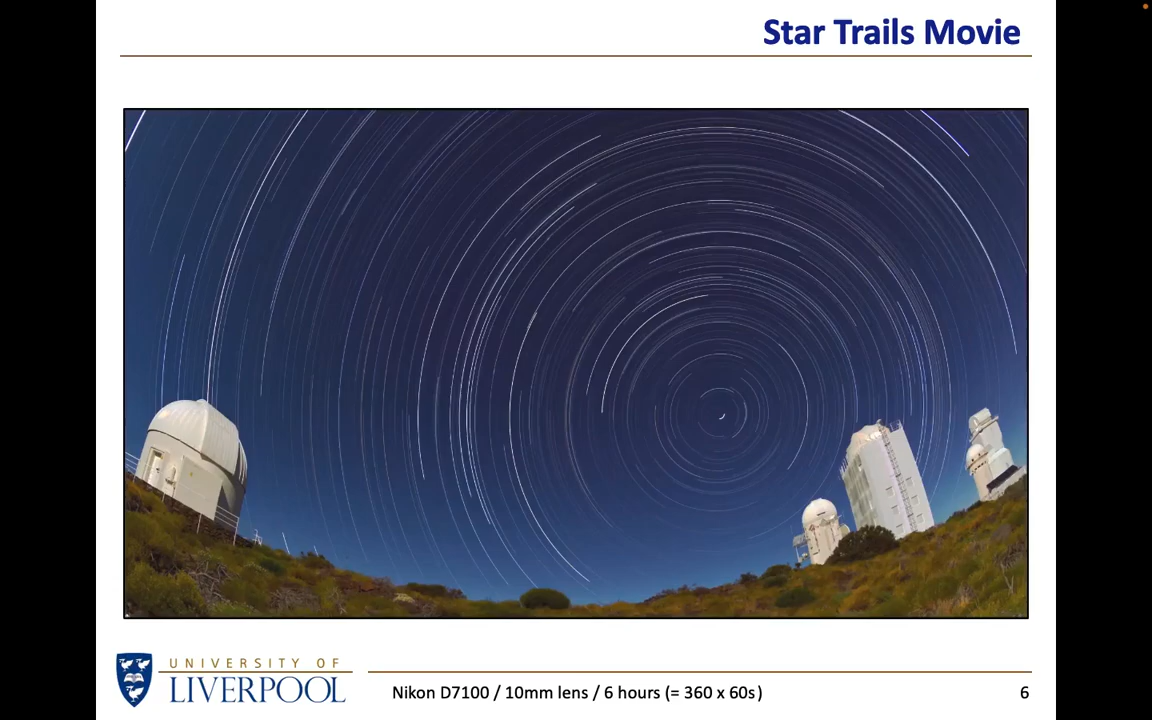 Star Trails Movie
UNIVERSITY OF
LIVERPOOL
Nikon D7100 / 10mm lens / 6 hours (= 360 x 60s)
6